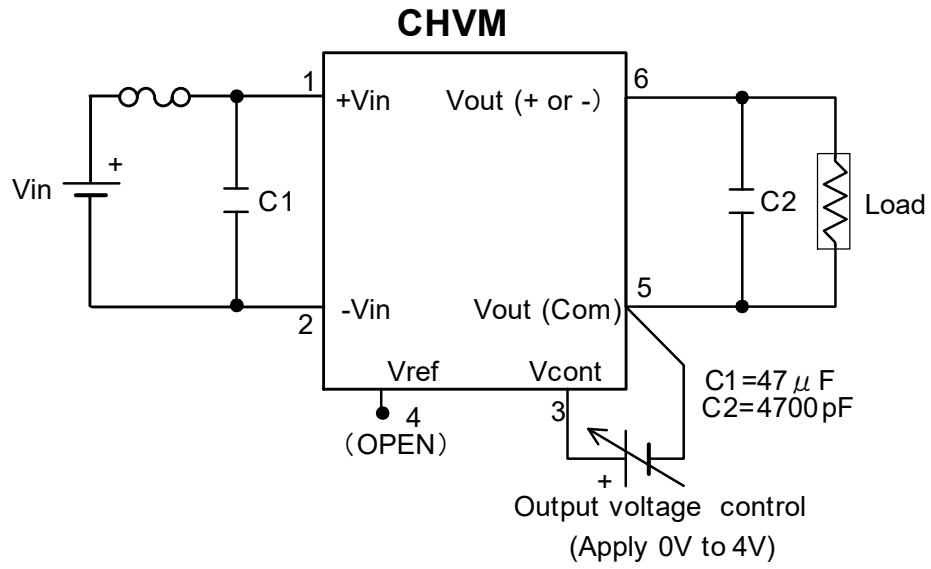 CHVM
1
+Vin
Vout (+ or -)
6
+
Vin
C1
C2
Load
2
-Vin
Vout (Com)
5
Vref
Vcont
4
(OPEN)
3
+
C1=47μF
C2=4700pF
Output voltage control
(Apply 0V to 4V)